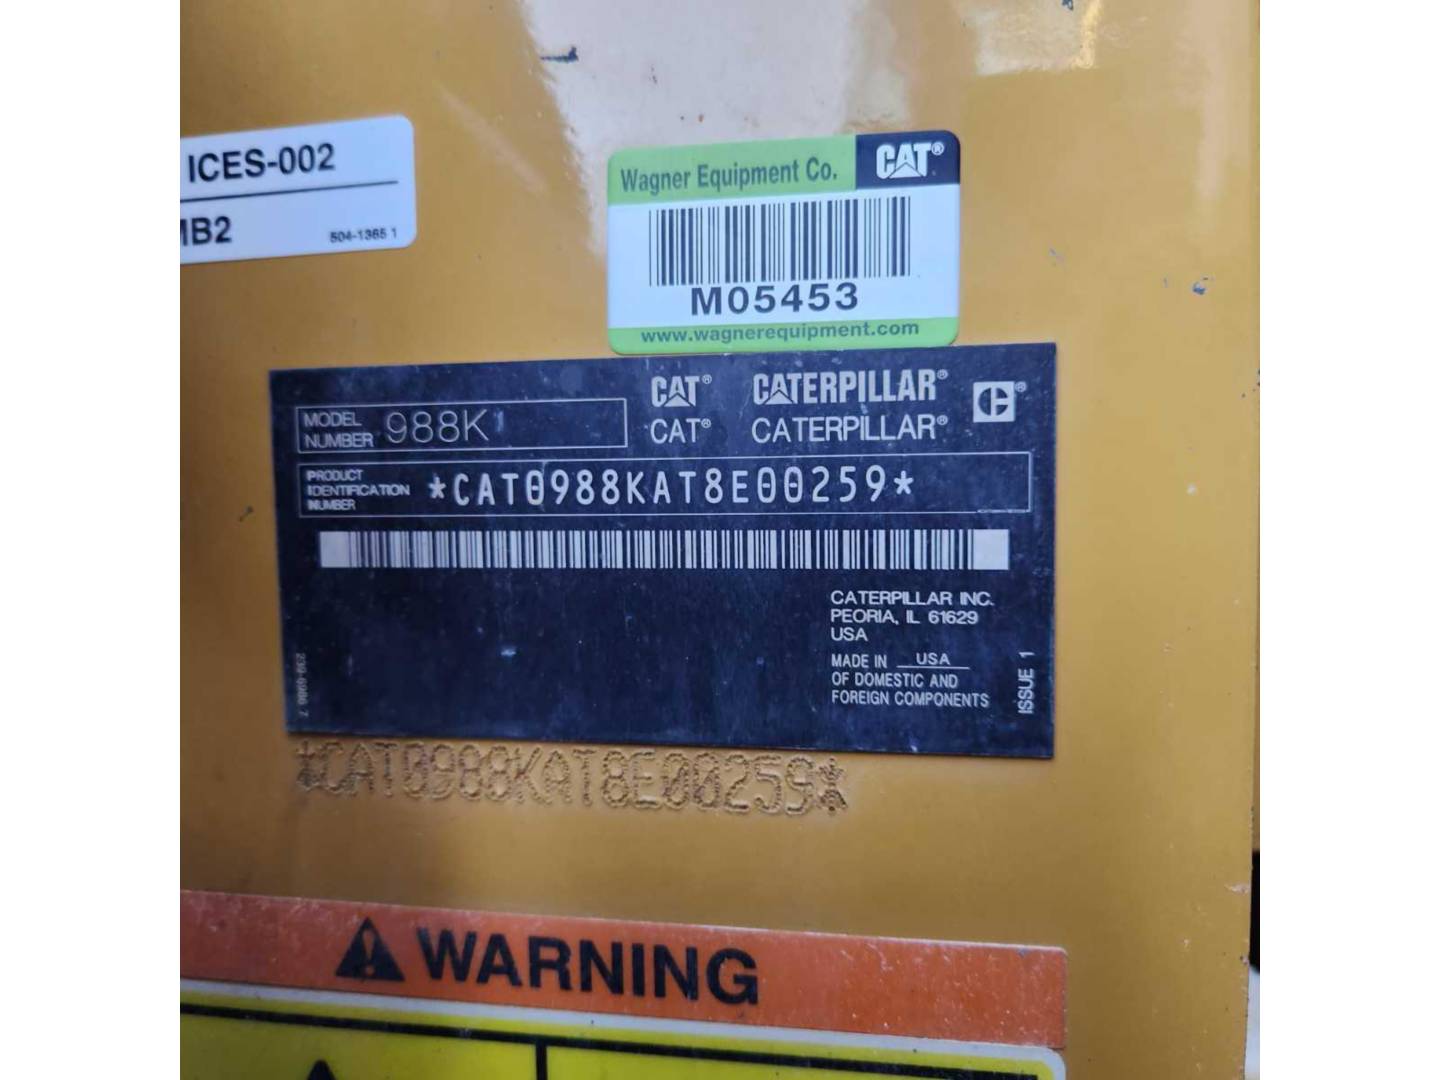 ICES-002
504-1365 1
Wagner Equipment Co. CAT®
M05453
www.wagnerequipment.com
MODEL NUMBER 988K
CAT® CATERPILLAR®
CAT® CATERPILLAR®
PRODUCT IDENTIFICATION NUMBER *CAT0988KAT8E00259*
CATERPILLAR INC.
PEORIA, IL 61629
USA
MADE IN USA
OF DOMESTIC AND
FOREIGN COMPONENTS
ISSUE 1
*CAT0988KAT8E00259*
WARNING